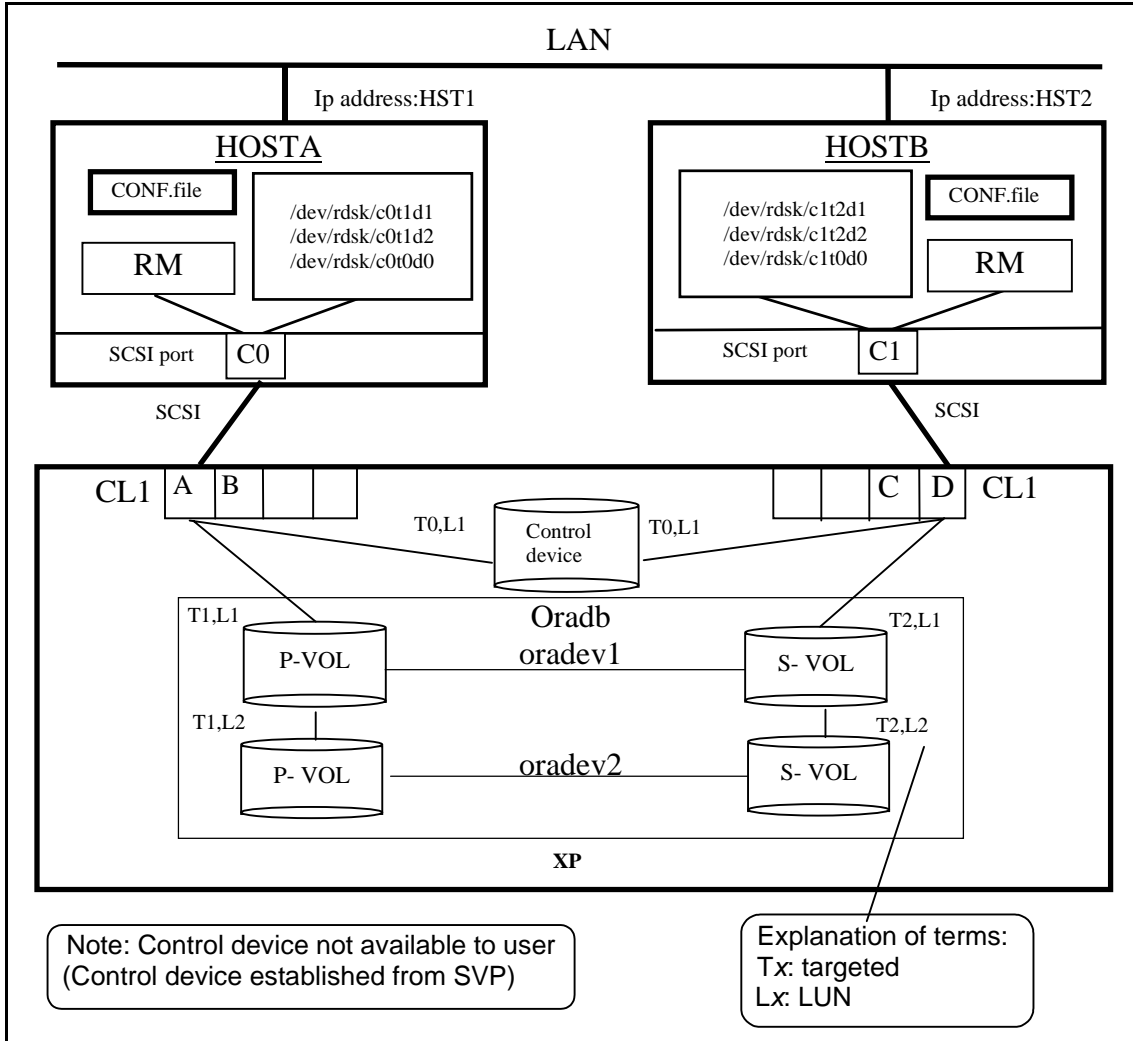 LAN
Ip address:HST1
Ip address:HST2
HOSTA
CONF.file
/dev/rdsk/c0t1d1
/dev/rdsk/c0t1d2
/dev/rdsk/c0t0d0
RM
SCSI port
C0
HOSTB
/dev/rdsk/c1t2d1
/dev/rdsk/c1t2d2
/dev/rdsk/c1t0d0
CONF.file
RM
SCSI port
C1
SCSI
SCSI
CL1
A
B
C
D
CL1
T0,L1
Control
device
T0,L1
T1,L1
Oradb
T2,L1
P-VOL
oradev1
S- VOL
T1,L2
T2,L2
P- VOL
oradev2
S- VOL
XP
Note: Control device not available to user
(Control device established from SVP)
Explanation of terms:
Tx: targeted
Lx: LUN